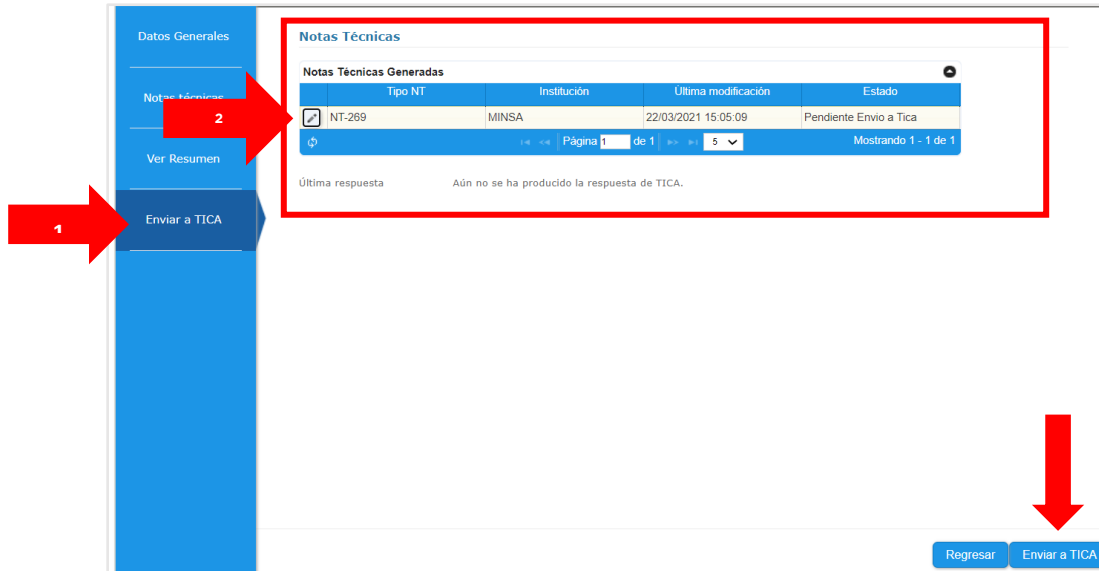 Datos Generales
Notas técnicas
Ver Resumen
Enviar a TICA
1
2
Notas Técnicas
Notas Técnicas Generadas
Tipo NT Institución Última modificación Estado
NT-269 MINSA 22/03/2021 15:05:09 Pendiente Envio a Tica
Página 1 de 1 5 Mostrando 1 - 1 de 1
Última respuesta Aún no se ha producido la respuesta de TICA.
Regresar Enviar a TICA